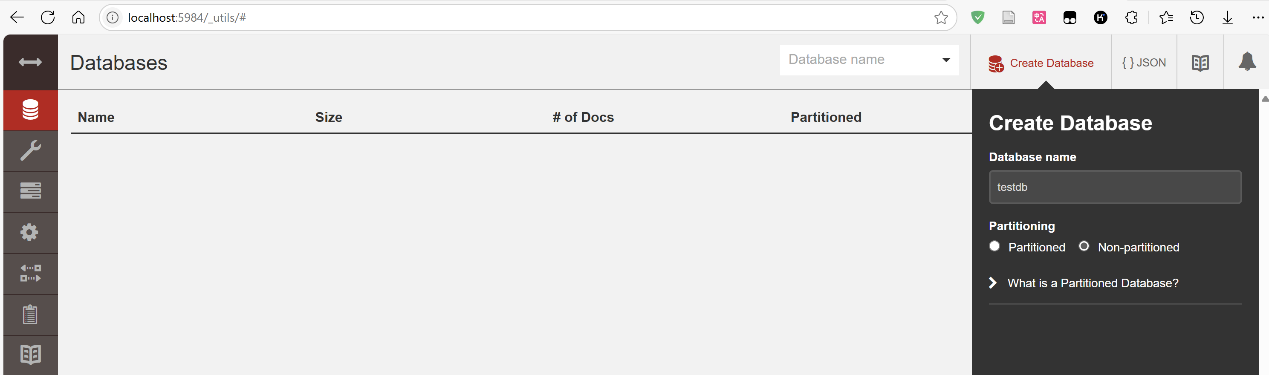 localhost:5984/_utils/#
Databases
Database name
Create Database
{ } JSON
Name Size # of Docs Partitioned
Create Database
Database name
testdb
Partitioning
Partitioned Non-partitioned
What is a Partitioned Database?